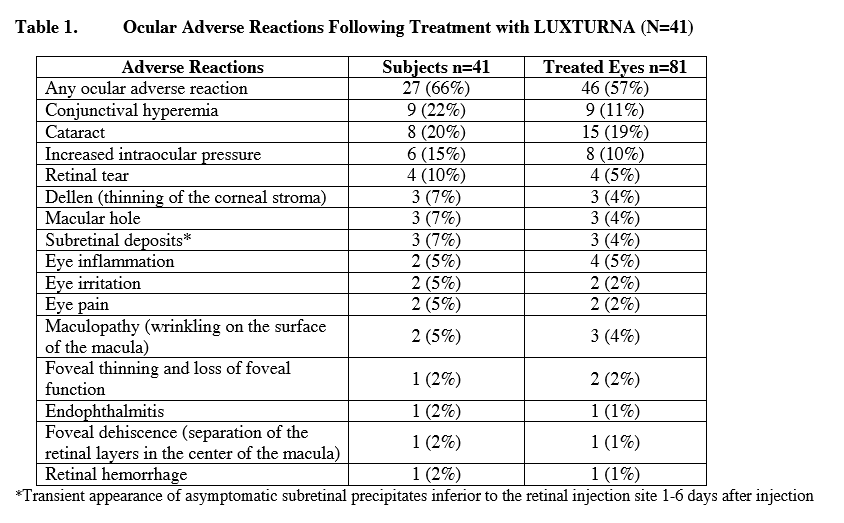 Table 1. Ocular Adverse Reactions Following Treatment with LUXTURNA (N=41)
Adverse Reactions Subjects n=41 Treated Eyes n=81
Any ocular adverse reaction 27 (66%) 46 (57%)
Conjunctival hyperemia 9 (22%) 9 (11%)
Cataract 8 (20%) 15 (19%)
Increased intraocular pressure 6 (15%) 8 (10%)
Retinal tear 4 (10%) 4 (5%)
Dellen (thinning of the corneal stroma) 3 (7%) 3 (4%)
Macular hole 3 (7%) 3 (4%)
Subretinal deposits* 3 (7%) 3 (4%)
Eye inflammation 2 (5%) 4 (5%)
Eye irritation 2 (5%) 2 (2%)
Eye pain 2 (5%) 2 (2%)
Maculopathy (wrinkling on the surface
of the macula) 2 (5%) 3 (4%)
Foveal thinning and loss of foveal
function 1 (2%) 2 (2%)
Endophthalmitis 1 (2%) 1 (1%)
Foveal dehiscence (separation of the
retinal layers in the center of the macula) 1 (2%) 1 (1%)
Retinal hemorrhage 1 (2%) 1 (1%)
*Transient appearance of asymptomatic subretinal precipitates inferior to the retinal injection site 1-6 days after injection